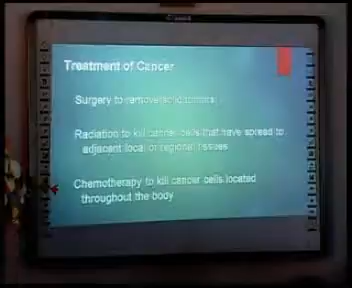 Treatment of Cancer
Surgery to remove solid tumors
Radiation to kill cancer cells that have spread to
adjacent local or regional tissues
Chemotherapy to kill cancer cells located
throughout the body